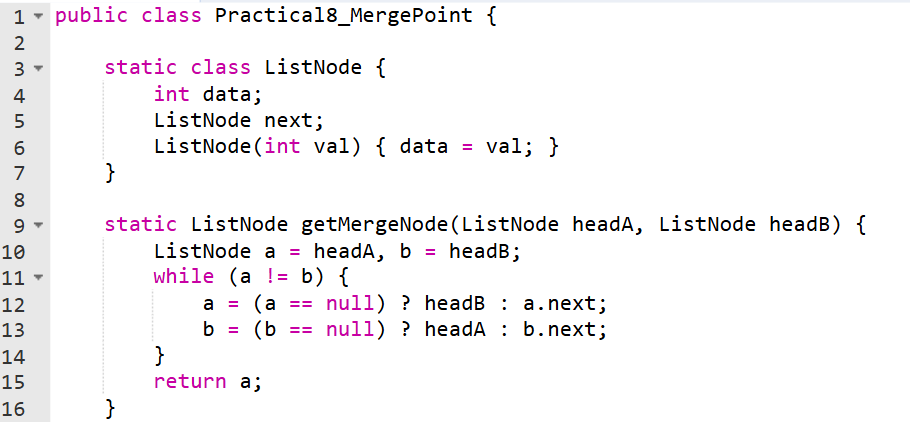 1 public class Practical8_MergePoint {
2
3     static class ListNode {
4         int data;
5         ListNode next;
6         ListNode(int val) { data = val; }
7     }
8
9     static ListNode getMergeNode(ListNode headA, ListNode headB) {
10         ListNode a = headA, b = headB;
11         while (a != b) {
12             a = (a == null) ? headB : a.next;
13             b = (b == null) ? headA : b.next;
14         }
15         return a;
16     }